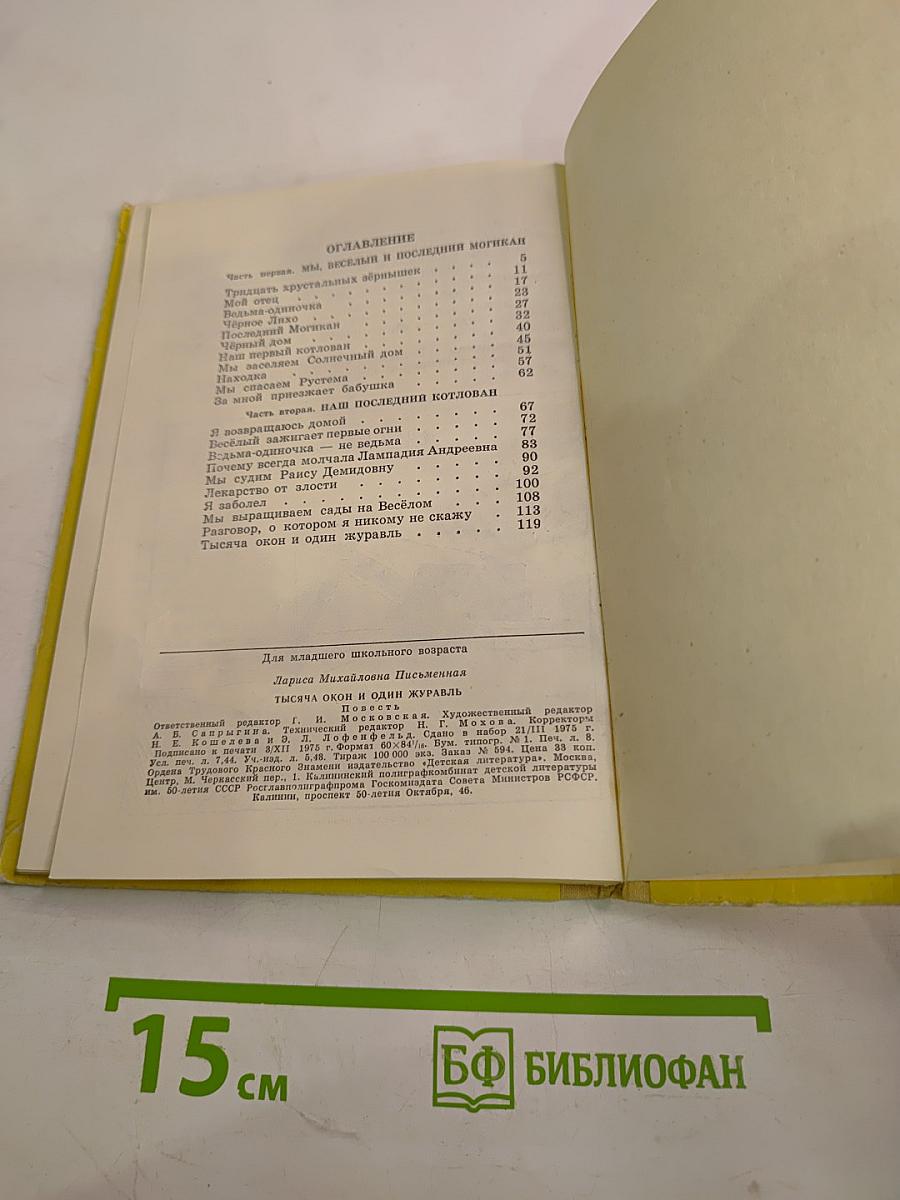 ОГЛАВЛЕНИЕ
Часть первая. МЫ, ВЕСЁЛЫЙ И ПОСЛЕДНИЙ МОГИКАН
Тридцать хрустальных зёрнышек . . . . 5
Мой отец . . . . . . . . . . 11
Ведьма-одиночка . . . . . . . . 17
Чёрное Лихо . . . . . . . . . 23
Последний Могикан . . . . . . . 27
Чёрный дом . . . . . . . . . 32
Наш первый котлован . . . . . . . 40
Мы заселяем Солнечный дом . . . . . 45
Находка . . . . . . . . . . 51
Мы спасаем Рустема . . . . . . . 57
За мной приезжает бабушка . . . . . 62
Часть вторая. НАШ ПОСЛЕДНИЙ КОТЛОВАН
Я возвращаюсь домой . . . . . . . 67
Весёлый зажигает первые огни . . . . . 72
Ведьма-одиночка — не ведьма . . . . . 77
Почему всегда молчала Лампадия Андреевна 83
Мы судим Раису Демидовну . . . . . 90
Лекарство от злости . . . . . . . 92
Я заболел . . . . . . . . . . 100
Мы выращиваем сады на Весёлом . . . 108
Разговор, о котором я никому не скажу . 113
Тысяча окон и один журавль . . . . . 119
Для младшего школьного возраста
Лариса Михайловна Письменная
ТЫСЯЧА ОКОН И ОДИН ЖУРАВЛЬ
Повесть
Ответственный редактор Г. И. Московская. Художественный редактор
А. Б. Сапрыгина. Технический редактор Н. Г. Мохова. Корректоры
Н. Е. Кошелева и Э. Л. Лофенфельд. Сдано в набор 21/III 1975 г.
Подписано к печати 3/XII 1975 г. Формат 60×84¹/₁₆. Бум. типогр. № 1. Печ. л. 8.
Усл. печ. л. 7,44. Уч.-изд. л. 5,48. Тираж 100 000 экз. Заказ № 594. Цена 33 коп.
Ордена Трудового Красного Знамени издательство «Детская литература». Москва,
Центр, М. Черкасский пер., 1. Калининский полиграфкомбинат детской литературы
им. 50-летия СССР Росглавполиграфпрома Госкомиздата Совета Министров РСФСР.
Калинин, проспект 50-летия Октября, 46.
15 см
БФ БИБЛИОФАН